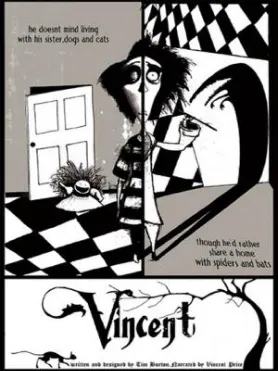 he doesnt mind living
with his sister,dogs and cats
though he'd rather
share a home
with spiders and bats
Vincent
written and designed by Tim Burton.Narrated by Vincent Price